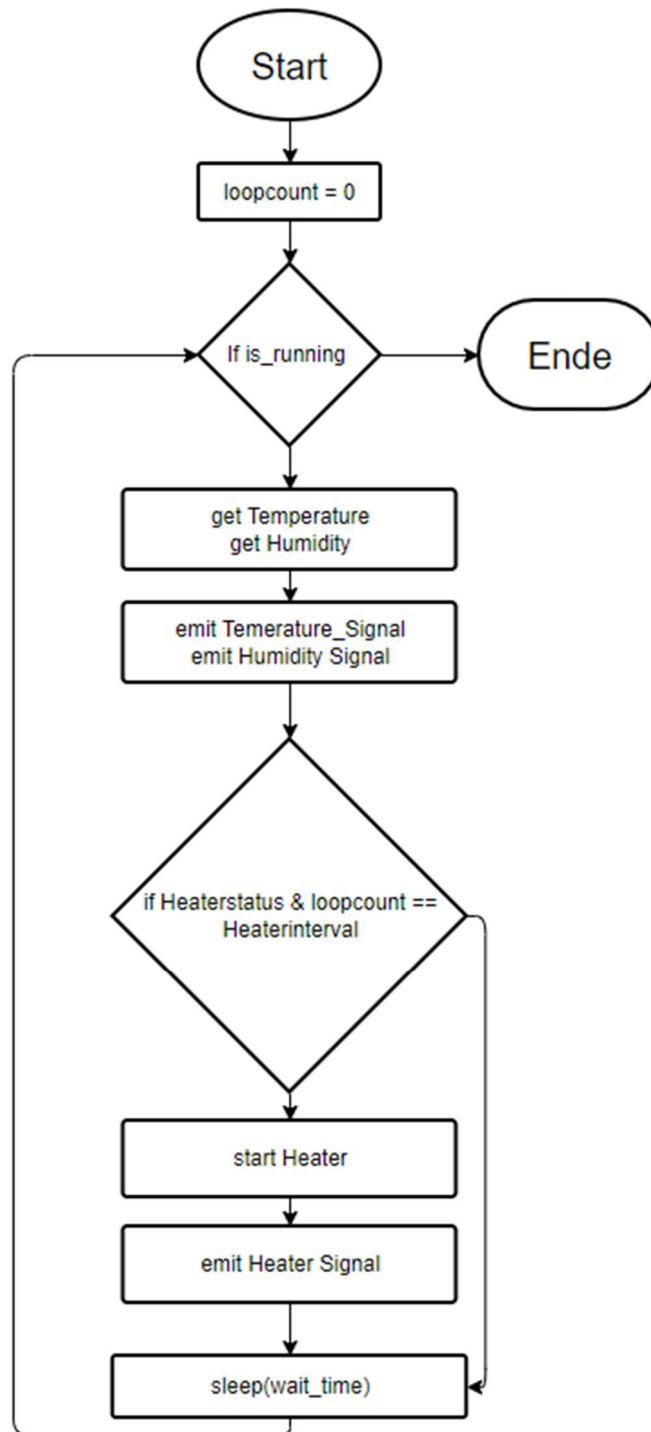 Start
loopcount = 0
If is_running
Ende
get Temperature
get Humidity
emit Temerature_Signal
emit Humidity Signal
if Heaterstatus & loopcount ==
Heaterinterval
start Heater
emit Heater Signal
sleep(wait_time)